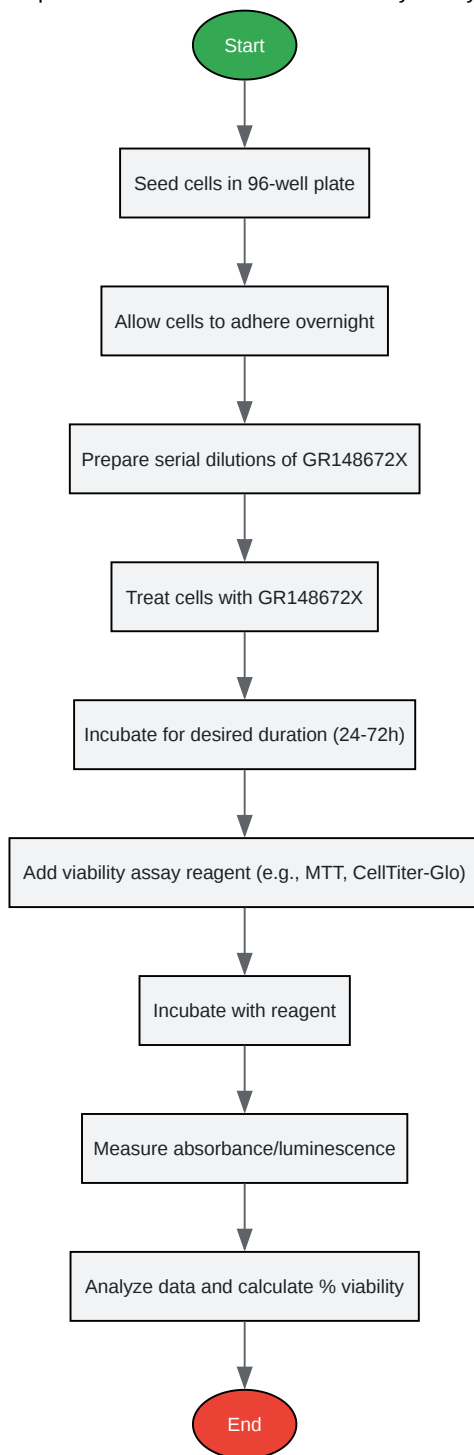 Start
Seed cells in 96-well plate
Allow cells to adhere overnight
Prepare serial dilutions of GR148672X
Treat cells with GR148672X
Incubate for desired duration (24-72h)
Add viability assay reagent (e.g., MTT, CellTiter-Glo)
Incubate with reagent
Measure absorbance/luminescence
Analyze data and calculate % viability
End